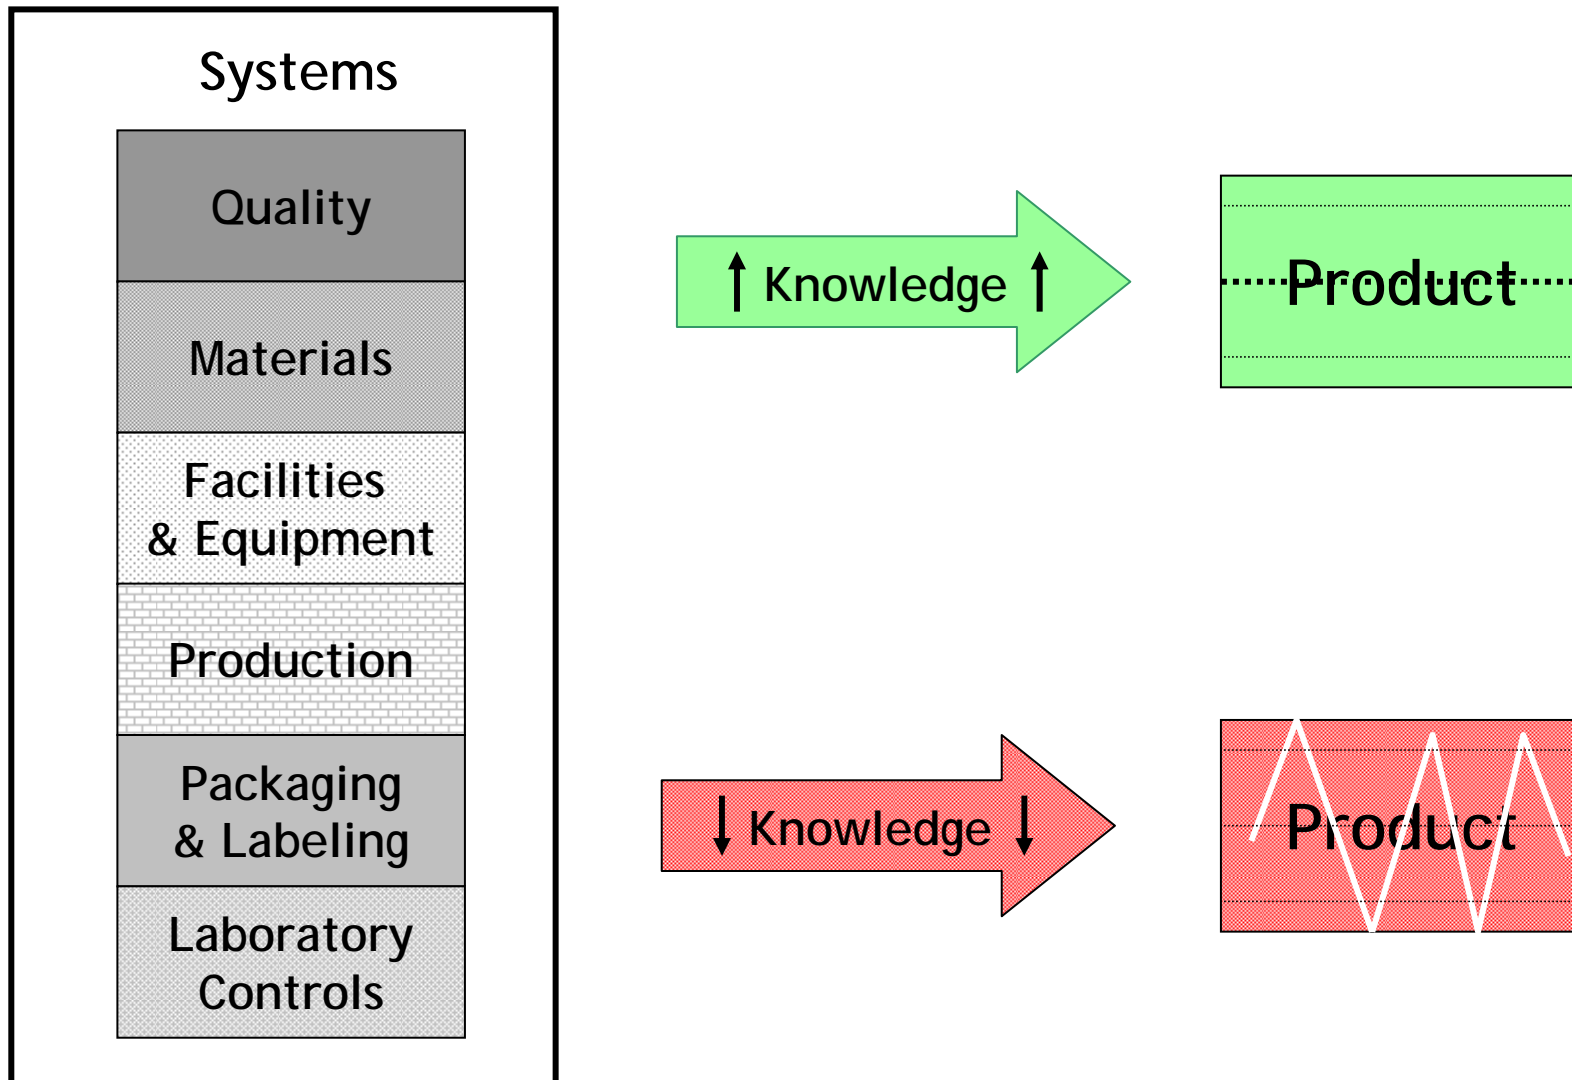 Systems
Quality
Materials
Facilities
& Equipment
Production
Packaging
& Labeling
Laboratory
Controls
↑ Knowledge ↑
Product
↓ Knowledge ↓
Product